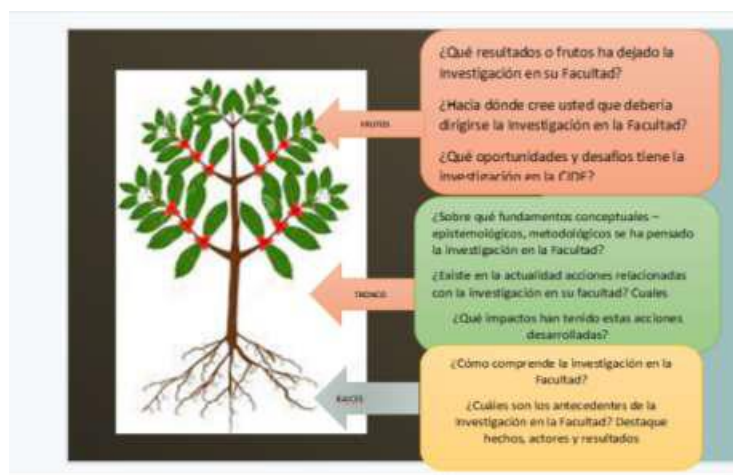 ¿Qué resultados o frutos ha dejado la
Investigación en su Facultad?
¿Hacia dónde cree usted que debería
dirigirse la Investigación en la Facultad?
¿Qué oportunidades y desafíos tiene la
investigación en la CIDE?
FRUTOS
¿Sobre qué fundamentos conceptuales –
epistemológicos, metodológicos se ha pensado
la investigación en la Facultad?
¿Existe en la actualidad acciones relacionadas
con la investigación en su facultad? Cuales
¿Qué impactos han tenido estas acciones
desarrolladas?
TRONCO
¿Cómo comprende la investigación en la
Facultad?
¿Cuáles son los antecedentes de la
Investigación en la Facultad? Destaque
hechos, actores y resultados
RAICES